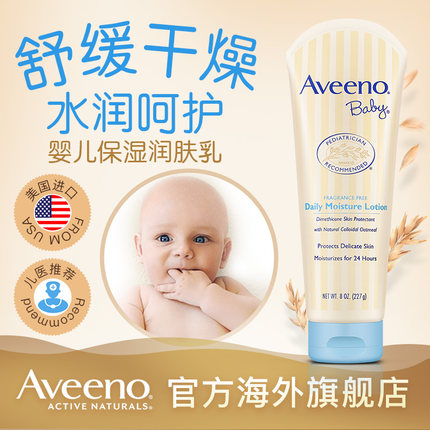 舒缓干燥
水润呵护
婴儿保湿润肤乳
美国进口
FROM USA
儿医推荐
Recommend
Aveeno®
Baby®
PEDIATRICIAN
RECOMMENDED
FRAGRANCE FREE
Daily Moisture Lotion
Dimethicone Skin Protectant
with Natural Colloidal Oatmeal
Protects Delicate Skin
Moisturizes for 24 Hours
NET WT. 8 OZ. (227g)
Aveeno®
ACTIVE NATURALS®
官方海外旗舰店